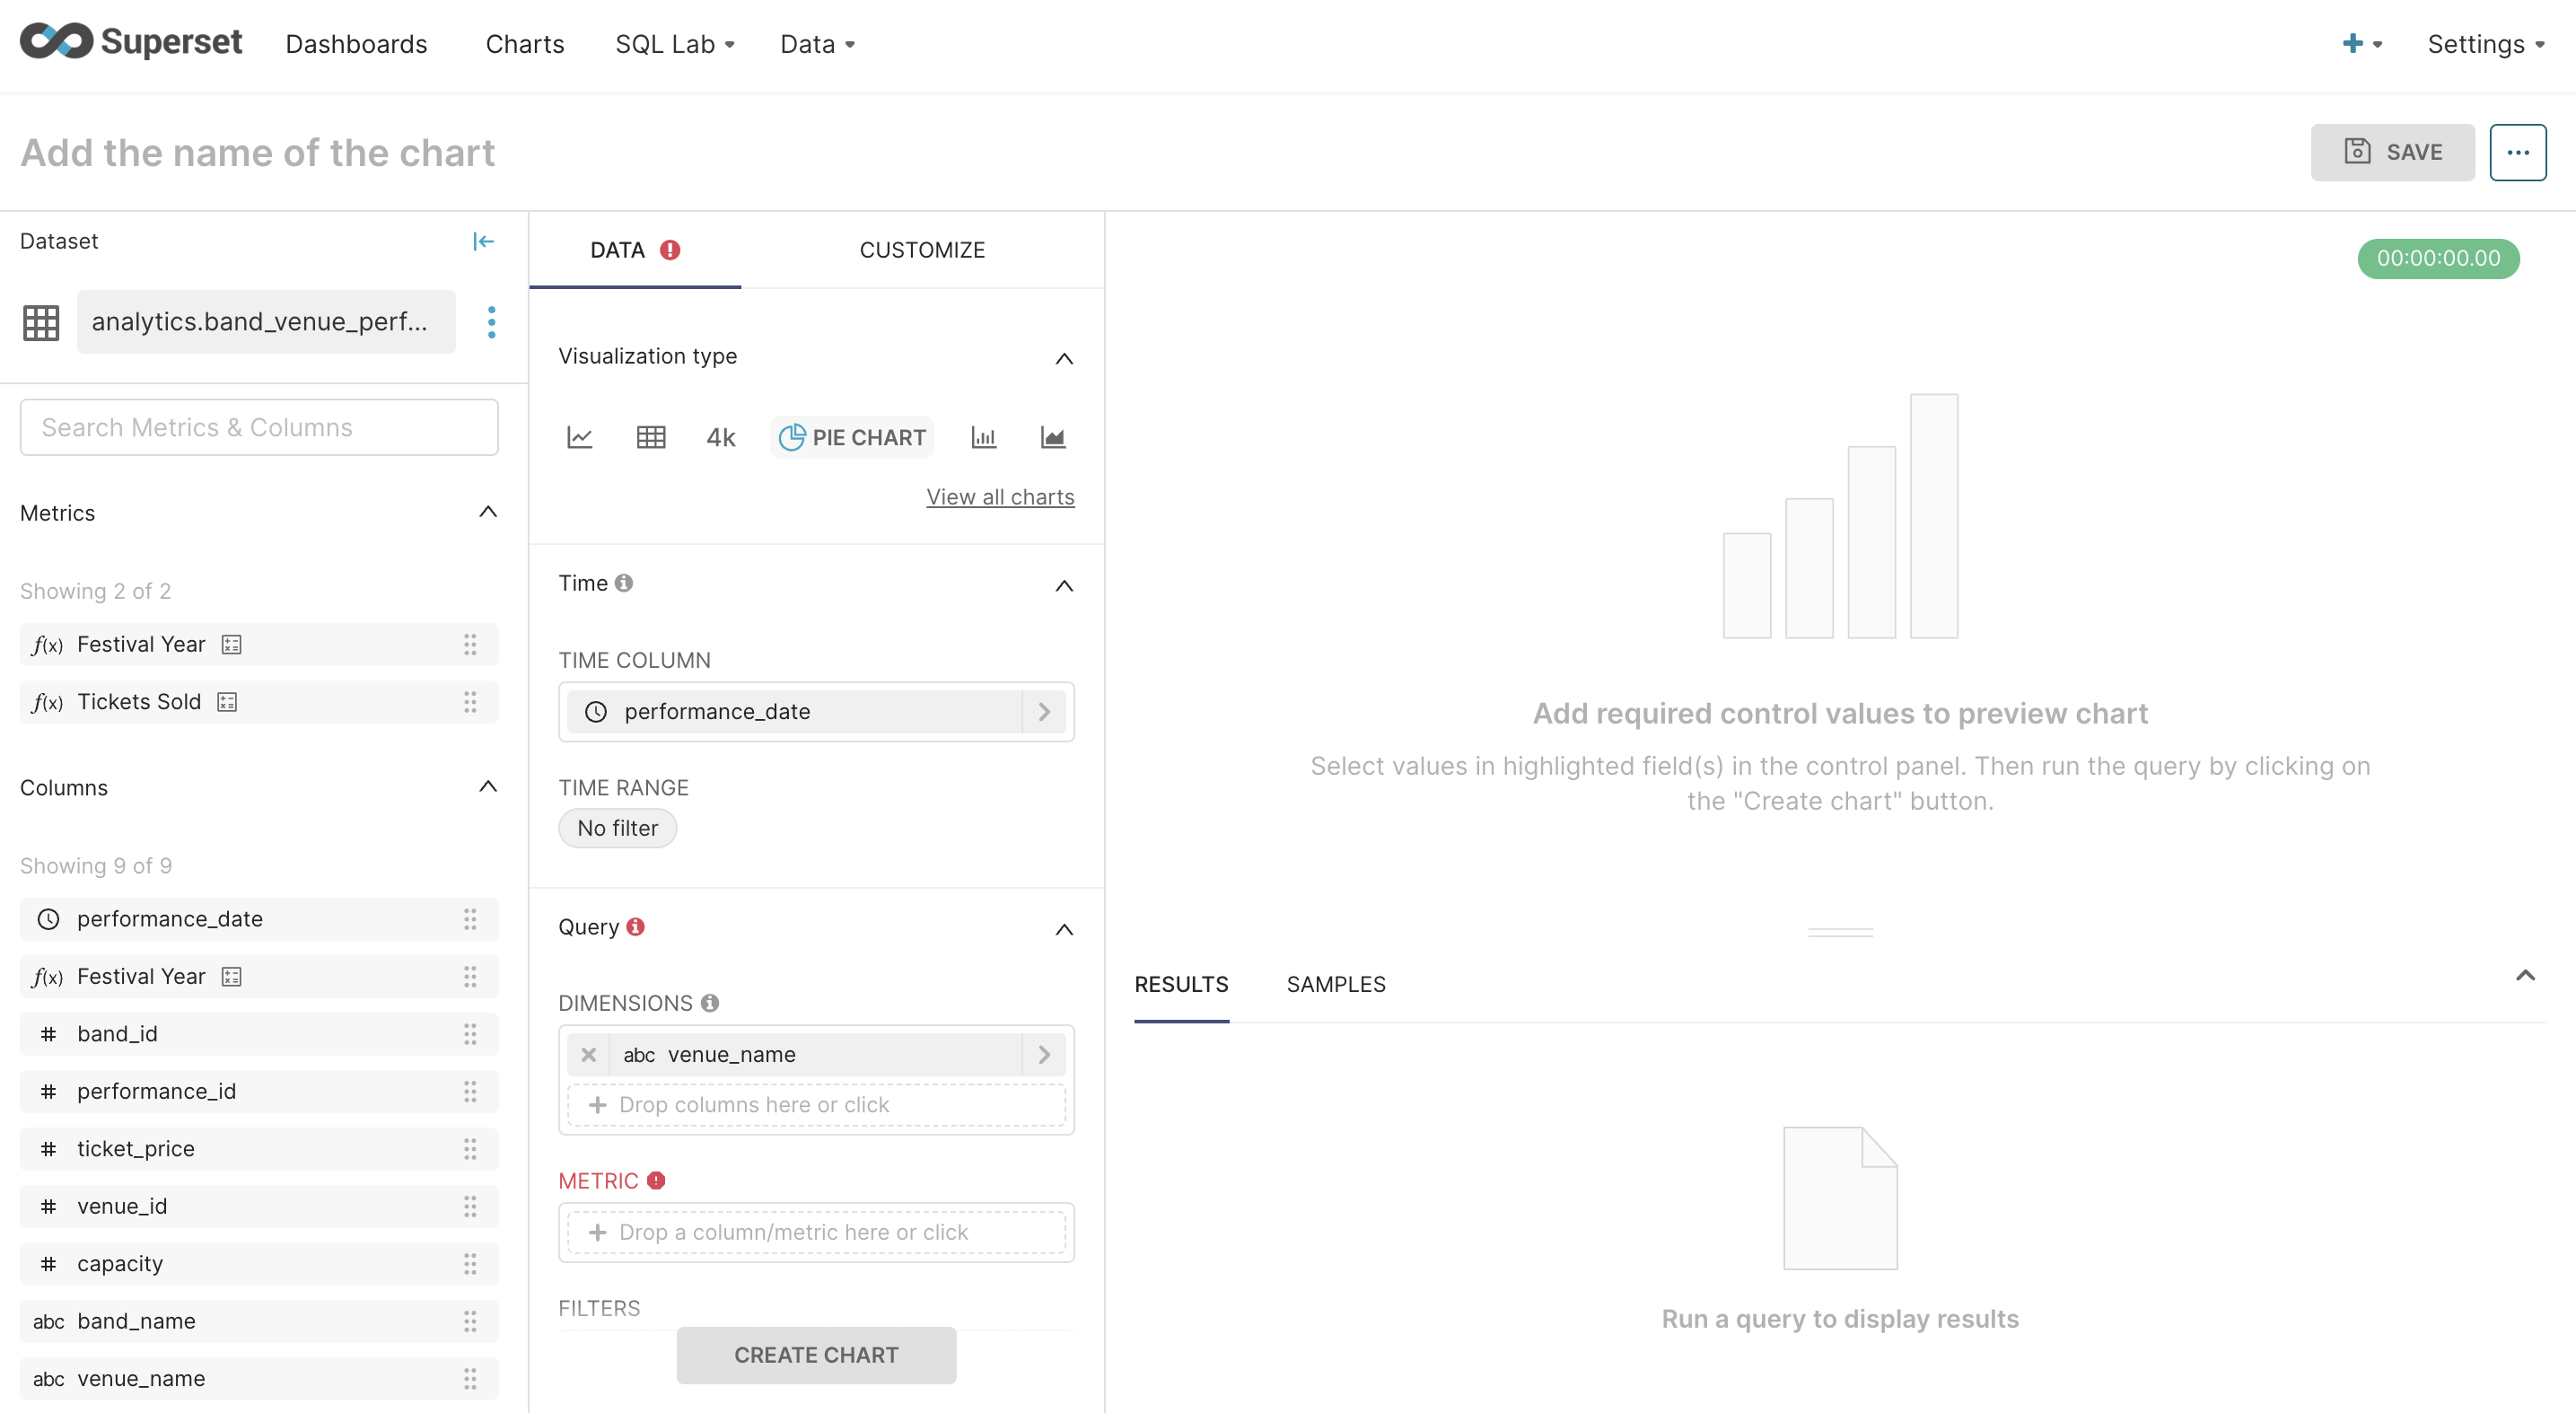 Superset
Dashboards
Charts
SQL Lab
Data
Settings
Add the name of the chart
SAVE
Dataset
analytics.band_venue_perf...
Search Metrics & Columns
Metrics
Showing 2 of 2
f(x) Festival Year
f(x) Tickets Sold
Columns
Showing 9 of 9
performance_date
f(x) Festival Year
# band_id
# performance_id
# ticket_price
# venue_id
# capacity
abc band_name
abc venue_name
DATA
CUSTOMIZE
Visualization type
4k
PIE CHART
View all charts
Time
TIME COLUMN
performance_date
TIME RANGE
No filter
Query
DIMENSIONS
abc venue_name
Drop columns here or click
METRIC
Drop a column/metric here or click
FILTERS
CREATE CHART
00:00:00.00
Add required control values to preview chart
Select values in highlighted field(s) in the control panel. Then run the query by clicking on
the "Create chart" button.
RESULTS
SAMPLES
Run a query to display results